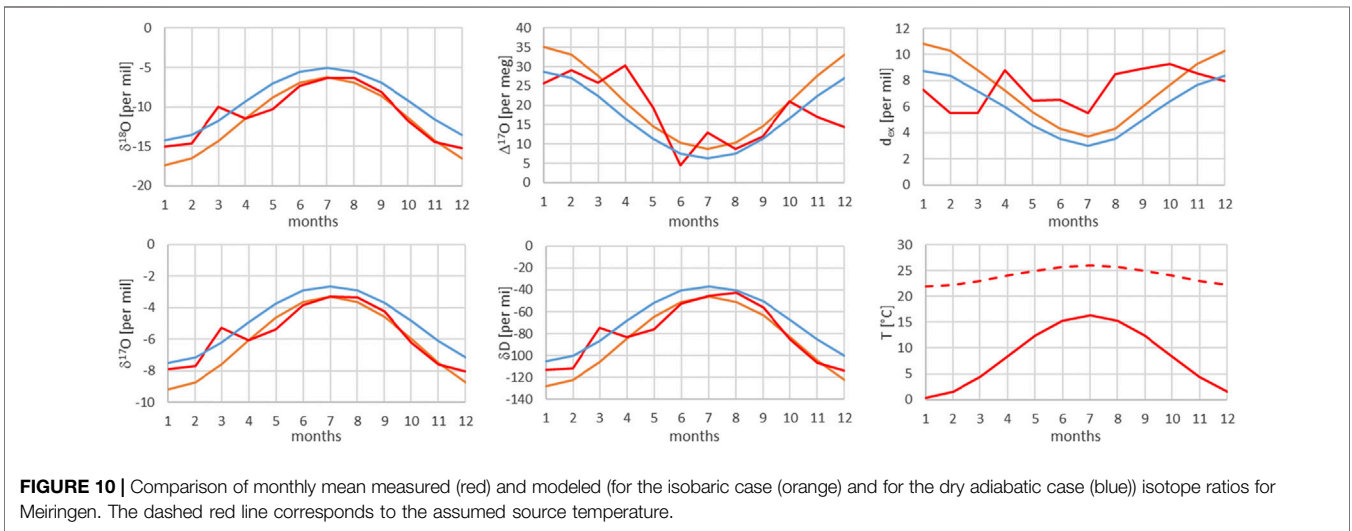 0
-5
-10
-15
-20
δ¹⁸O [per mil]
1 2 3 4 5 6 7 8 9 10 11 12
months
40
35
30
25
20
15
10
5
0
Δ¹⁷O [per meg]
1 2 3 4 5 6 7 8 9 10 11 12
months
12
10
8
6
4
2
0
dex [per mil]
1 2 3 4 5 6 7 8 9 10 11 12
months
0
-2
-4
-6
-8
-10
δ¹⁷O [per mil]
1 2 3 4 5 6 7 8 9 10 11 12
months
0
-20
-40
-60
-80
-100
-120
-140
δD [per mi]
1 2 3 4 5 6 7 8 9 10 11 12
months
30
25
20
15
10
5
0
T [°C]
1 2 3 4 5 6 7 8 9 10 11 12
months
FIGURE 10 | Comparison of monthly mean measured (red) and modeled (for the isobaric case (orange) and for the dry adiabatic case (blue)) isotope ratios for
Meiringen. The dashed red line corresponds to the assumed source temperature.